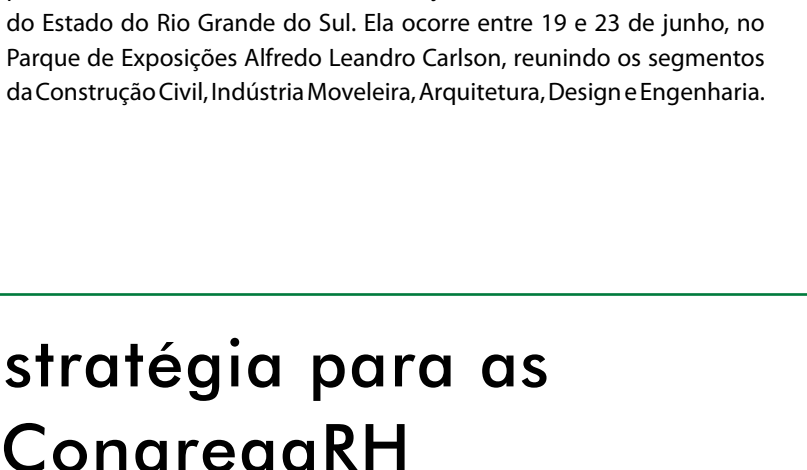 do Estado do Rio Grande do Sul. Ela ocorre entre 19 e 23 de junho, no
Parque de Exposições Alfredo Leandro Carlson, reunindo os segmentos
da Construção Civil, Indústria Moveleira, Arquitetura, Design e Engenharia.
stratégia para as
CongregaRH